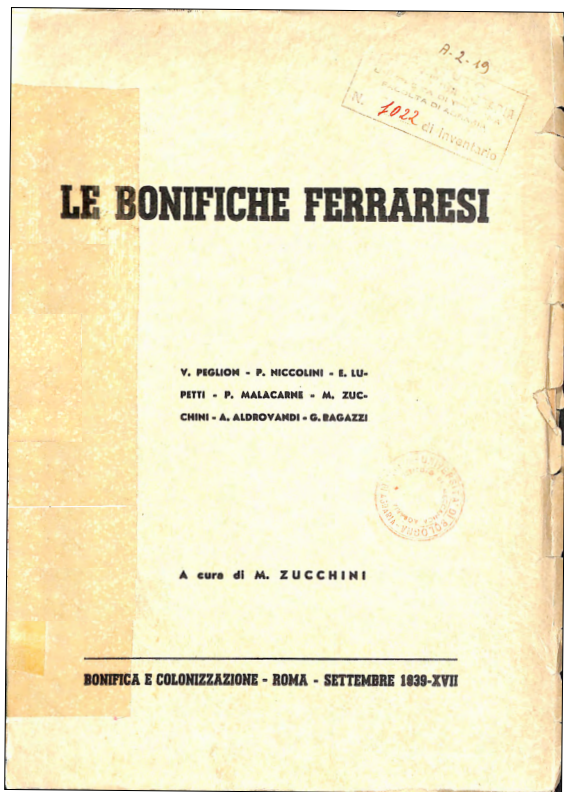 A-2-19
N. 1022 di inventario
LE BONIFICHE FERRARESI
V. PEGLION - P. NICCOLINI - E. LU-
PETTI - P. MALACARNE - M. ZUC-
CHINI - A. ALDROVANDI - G. RAGAZZI
A cura di M. ZUCCHINI
BONIFICA E COLONIZZAZIONE - ROMA - SETTEMBRE 1939-XVII